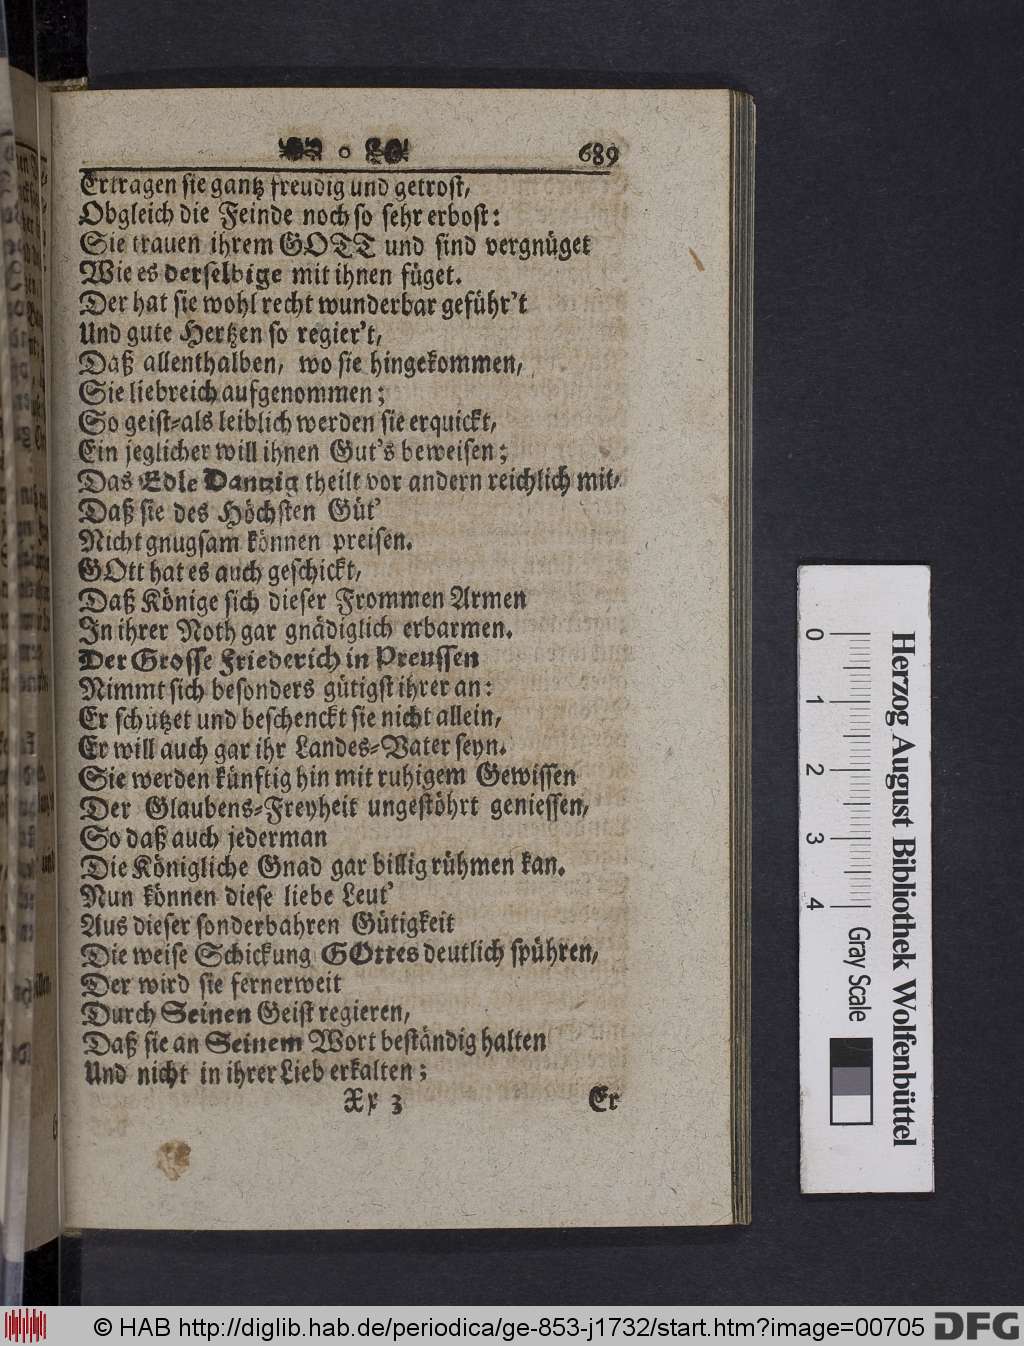 689
Ertragen sie gantz freudig und getrost,
Obgleich die Feinde noch so sehr erbost:
Sie trauen ihrem GOTT und sind vergnüget
Wie es derselbige mit ihnen füget.
Der hat sie wohl recht wunderbar geführ't
Und gute Hertzen so regier't,
Daß allenthalben, wo sie hingekommen,
Sie liebreich aufgenommen;
So geist-als leiblich werden sie erquickt,
Ein jeglicher will ihnen Gut's beweisen;
Das Edle Dantzig theilt vor andern reichlich mit,
Daß sie des Höchsten Güt'
Nicht gnugsam können preisen.
GOtt hat es auch geschickt,
Daß Könige sich dieser Frommen Armen
In ihrer Noth gar gnädiglich erbarmen.
Der Grosse Friederich in Preussen
Nimmt sich besonders gütigst ihrer an:
Er schützet und beschenckt sie nicht allein,
Er will auch gar ihr Landes-Vater seyn.
Sie werden künftig hin mit ruhigem Gewissen
Der Glaubens-Freyheit ungestöhrt geniessen,
So daß auch jederman
Die Königliche Gnad gar billig rühmen kan.
Nun können diese liebe Leut'
Aus dieser sonderbahren Gütigkeit
Die weise Schickung GOttes deutlich spühren,
Der wird sie fernerweit
Durch Seinen Geist regieren,
Daß sie an Seinem Wort beständig halten
Und nicht in ihrer Lieb erkalten;
Xx 3 Er
0 1 2 3 4
Gray Scale
Herzog August Bibliothek Wolfenbüttel
© HAB http://diglib.hab.de/periodica/ge-853-j1732/start.htm?image=00705
DFG